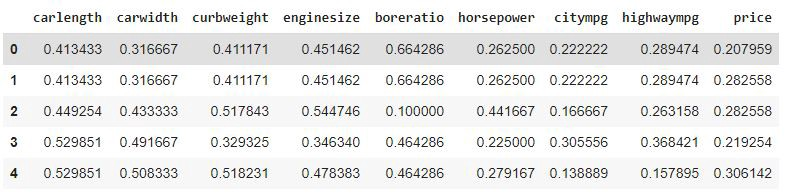 carlength carwidth curbweight enginesize boreratio horsepower citympg highwaympg price
0 0.413433 0.316667 0.411171 0.451462 0.664286 0.262500 0.222222 0.289474 0.207959
1 0.413433 0.316667 0.411171 0.451462 0.664286 0.262500 0.222222 0.289474 0.282558
2 0.449254 0.433333 0.517843 0.544746 0.100000 0.441667 0.166667 0.263158 0.282558
3 0.529851 0.491667 0.329325 0.346340 0.464286 0.225000 0.305556 0.368421 0.219254
4 0.529851 0.508333 0.518231 0.478383 0.464286 0.279167 0.138889 0.157895 0.306142